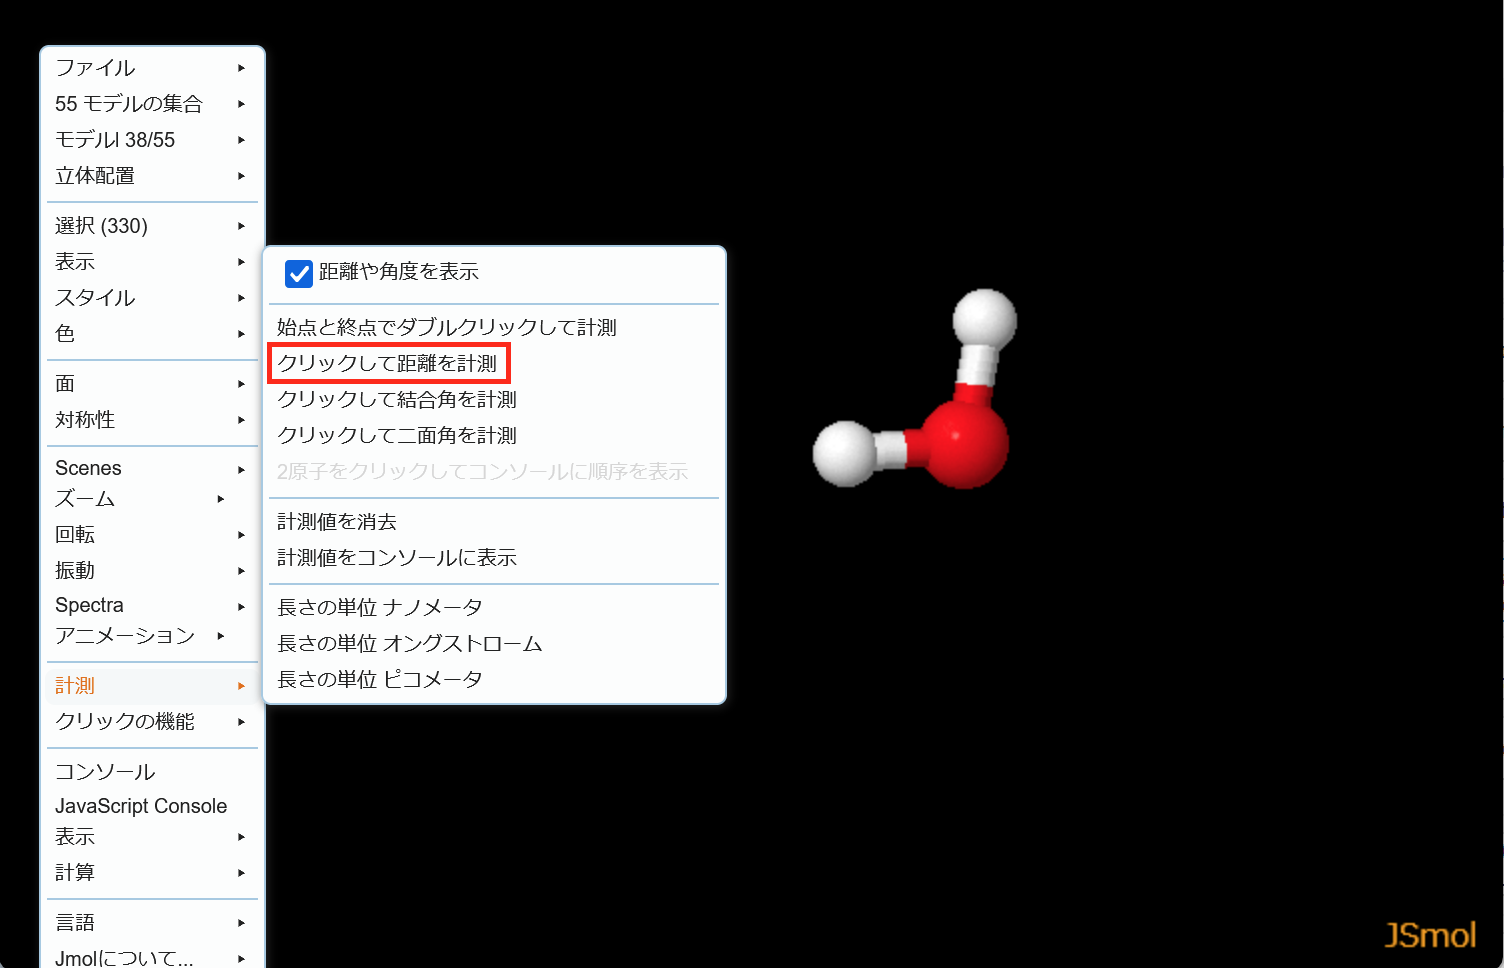 ファイル
55 モデルの集合
モデルl 38/55
立体配置
選択 (330)
表示
スタイル
色
面
対称性
Scenes
ズーム
回転
振動
Spectra
アニメーション
計測
クリックの機能
コンソール
JavaScript Console
表示
計算
言語
Jmolについて...
距離や角度を表示
始点と終点でダブルクリックして計測
クリックして距離を計測
クリックして結合角を計測
クリックして二面角を計測
2原子をクリックしてコンソールに順序を表示
計測値を消去
計測値をコンソールに表示
長さの単位 ナノメータ
長さの単位 オングストローム
長さの単位 ピコメータ
JSmol